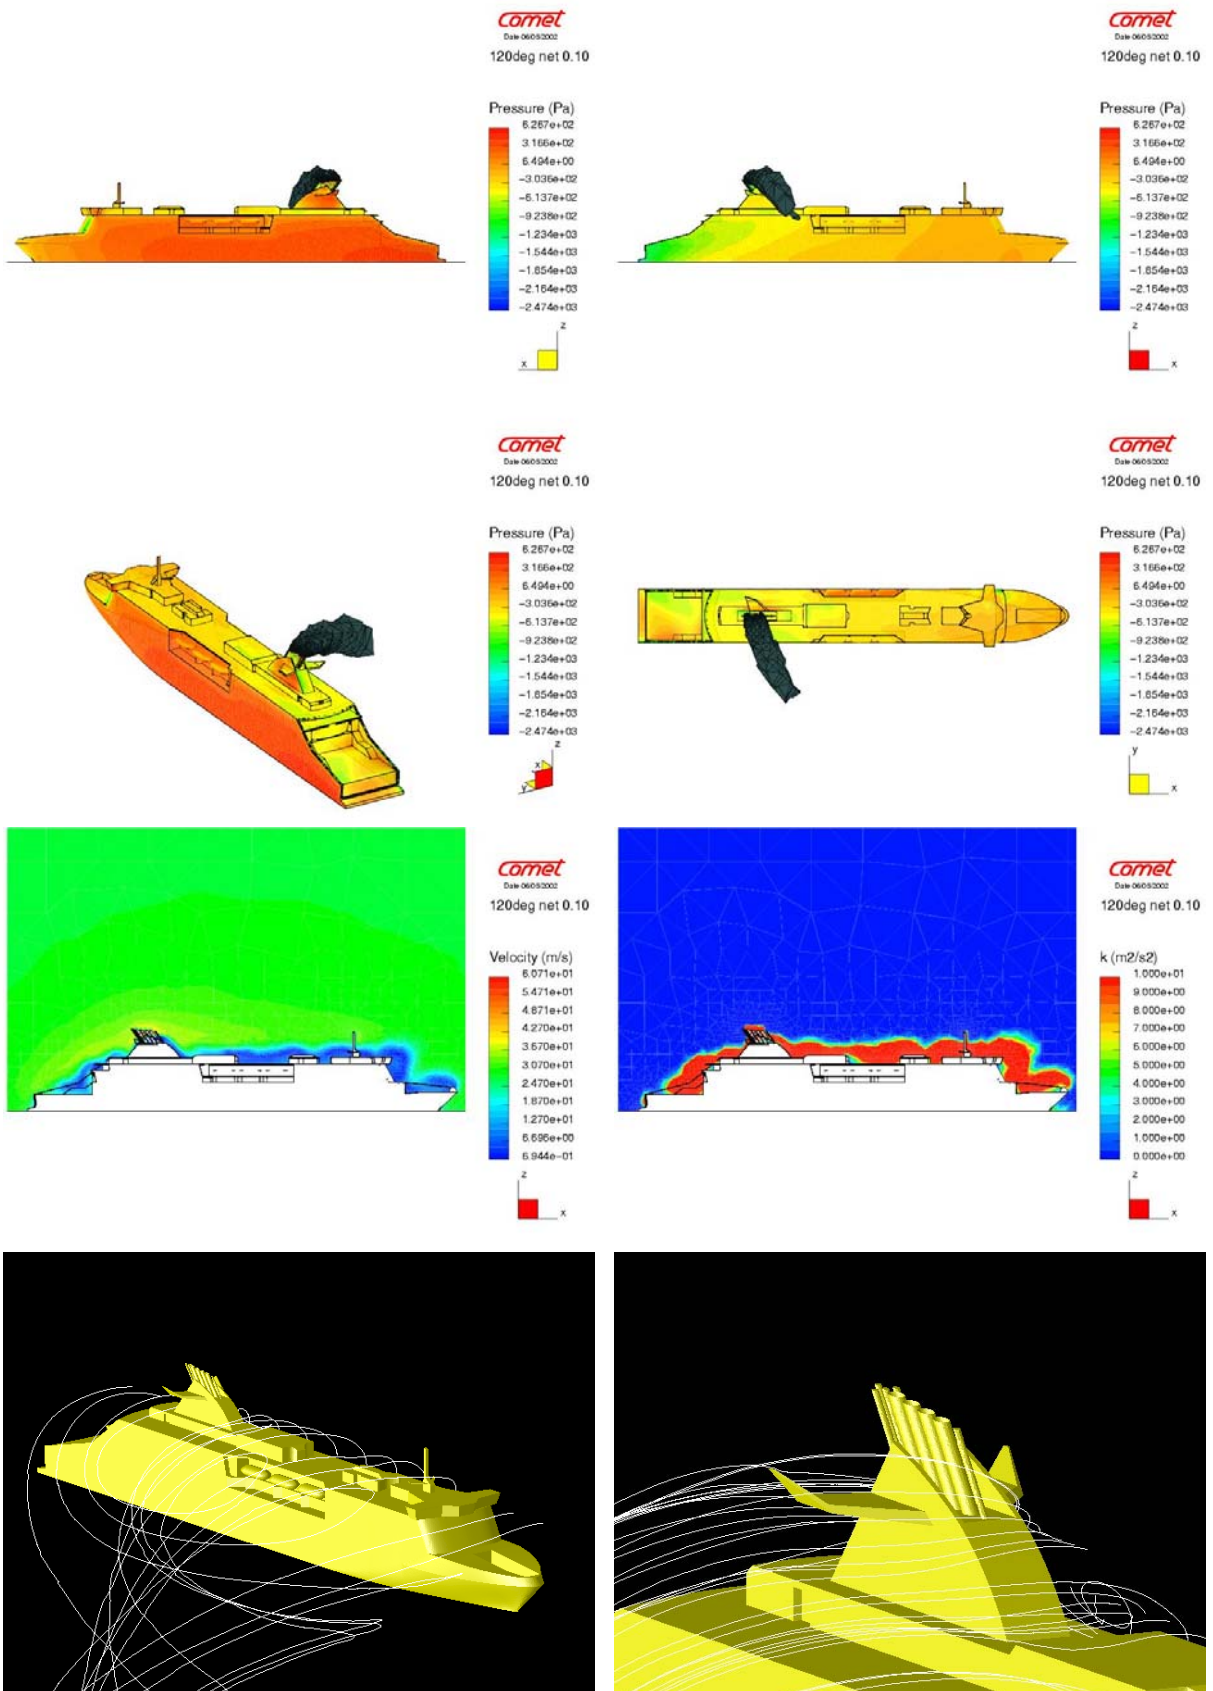 Comet
Date
120deg net 0.10
Pressure (Pa)
6.267e+02
3.166e+02
6.494e+00
-3.036e+02
-6.137e+02
-9.238e+02
-1.234e+03
-1.544e+03
-1.854e+03
-2.164e+03
-2.474e+03
z
x
Comet
Date
120deg net 0.10
Pressure (Pa)
6.267e+02
3.166e+02
6.494e+00
-3.036e+02
-6.137e+02
-9.238e+02
-1.234e+03
-1.544e+03
-1.854e+03
-2.164e+03
-2.474e+03
z
x
Comet
Date
120deg net 0.10
Pressure (Pa)
6.267e+02
3.166e+02
6.494e+00
-3.036e+02
-6.137e+02
-9.238e+02
-1.234e+03
-1.544e+03
-1.854e+03
-2.164e+03
-2.474e+03
z
x
y
Comet
Date
120deg net 0.10
Pressure (Pa)
6.267e+02
3.166e+02
6.494e+00
-3.036e+02
-6.137e+02
-9.238e+02
-1.234e+03
-1.544e+03
-1.854e+03
-2.164e+03
-2.474e+03
y
x
Comet
Date
120deg net 0.10
Velocity (m/s)
6.071e+01
5.471e+01
4.871e+01
4.270e+01
3.670e+01
3.070e+01
2.470e+01
1.870e+01
1.270e+01
6.696e+00
6.944e-01
z
x
Comet
Date
120deg net 0.10
k (m2/s2)
1.000e+01
9.000e+00
8.000e+00
7.000e+00
6.000e+00
5.000e+00
4.000e+00
3.000e+00
2.000e+00
1.000e+00
0.000e+00
z
x